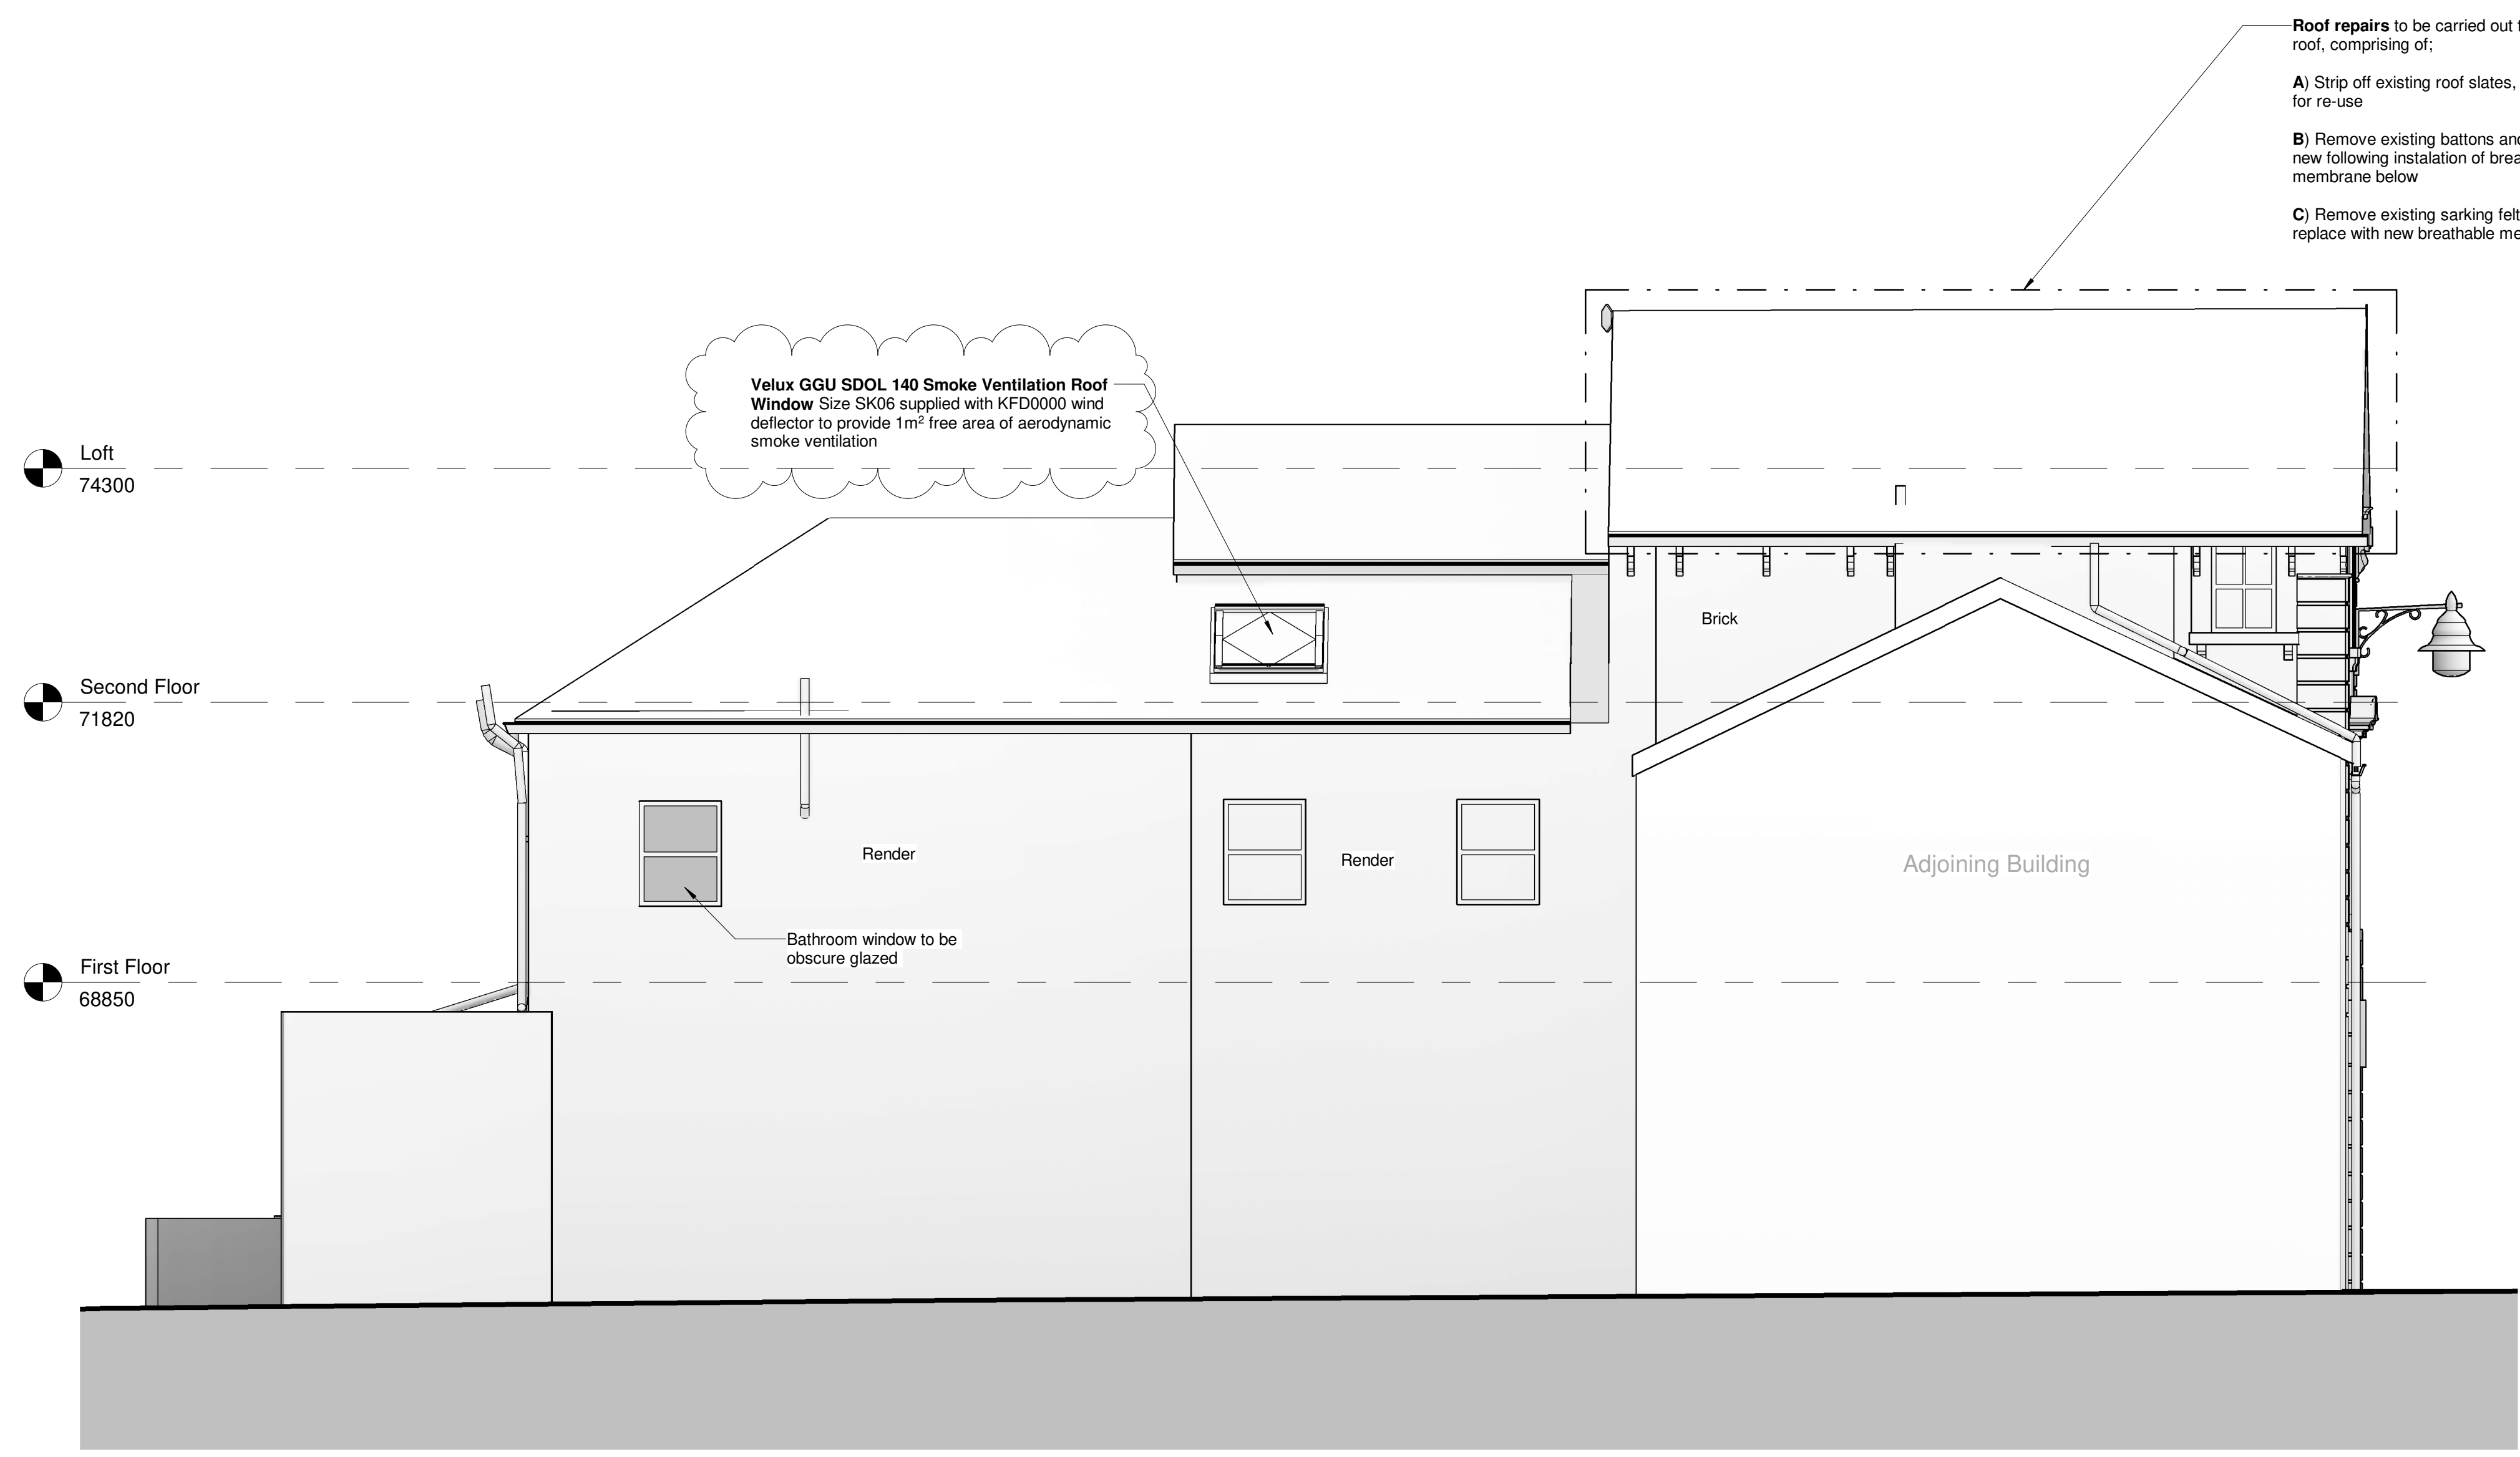 Roof repairs to be carried out
roof, comprising of;
A) Strip off existing roof slates,
for re-use
B) Remove existing battons and
new following instalation of
membrane below
C) Remove existing sarking felt
replace with new breathable
Velux GGU SDOL 140 Smoke Ventilation Roof
Window Size SK06 supplied with KFD0000 wind
deflector to provide 1m² free area of aerodynamic
smoke ventilation
Loft
74300
Brick
Second Floor
71820
Render
Render
Adjoining Building
Bathroom window to be
obscure glazed
First Floor
68850